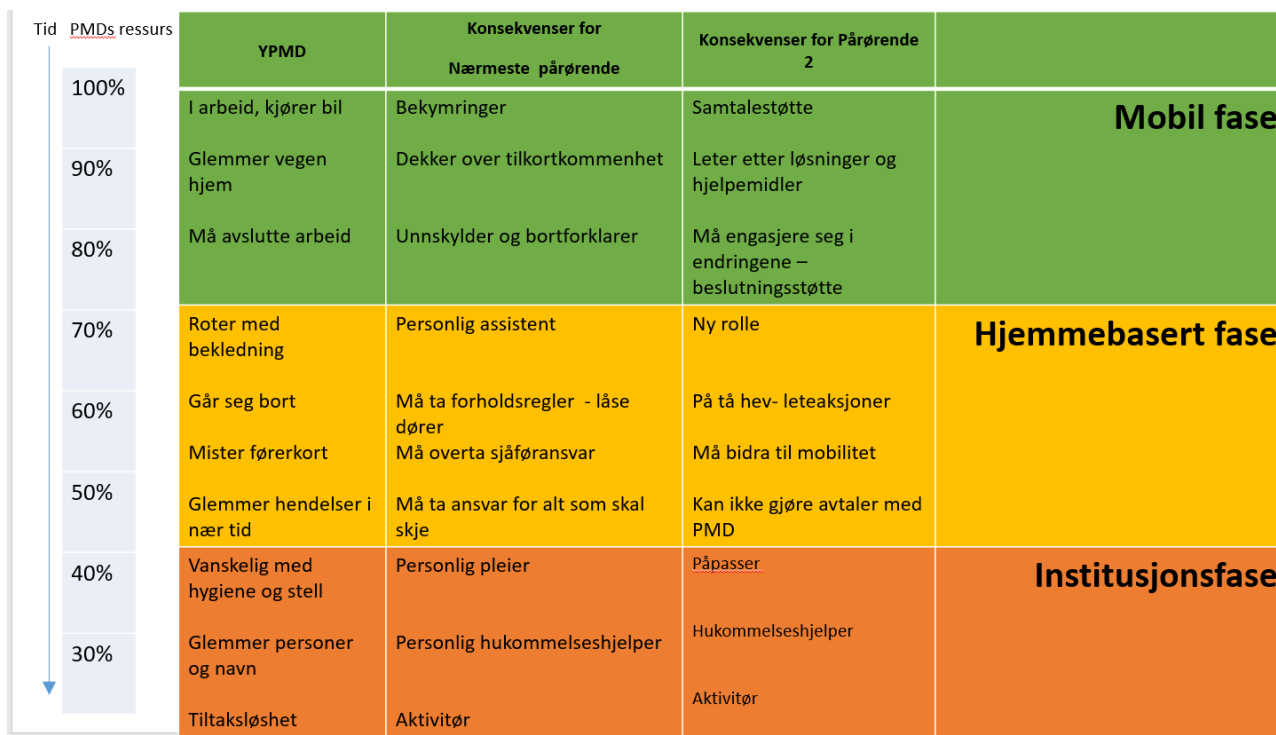 Tid PMDs ressurs
100%
90%
80%
70%
60%
50%
40%
30%
YPMD
Konsekvenser for
Nærmeste pårørende
Konsekvenser for Pårørende
2
I arbeid, kjører bil
Bekymringer
Samtalestøtte
Mobil fase
Glemmer vegen
hjem
Dekker over tilkortkommenhet
Leter etter løsninger og
hjelpemidler
Må avslutte arbeid
Unnskylder og bortforklarer
Må engasjere seg i
endringene –
beslutningsstøtte
Roter med
bekledning
Personlig assistent
Ny rolle
Hjemmebasert fase
Går seg bort
Må ta forholdsregler - låse
dører
På tå hev- leteaksjoner
Mister førerkort
Må overta sjåføransvar
Må bidra til mobilitet
Glemmer hendelser i
nær tid
Må ta ansvar for alt som skal
skje
Kan ikke gjøre avtaler med
PMD
Vanskelig med
hygiene og stell
Personlig pleier
Påpasser
Institusjonsfase
Glemmer personer
og navn
Personlig hukommelseshjelper
Hukommelseshjelper
Tiltaksløshet
Aktivitør
Aktivitør